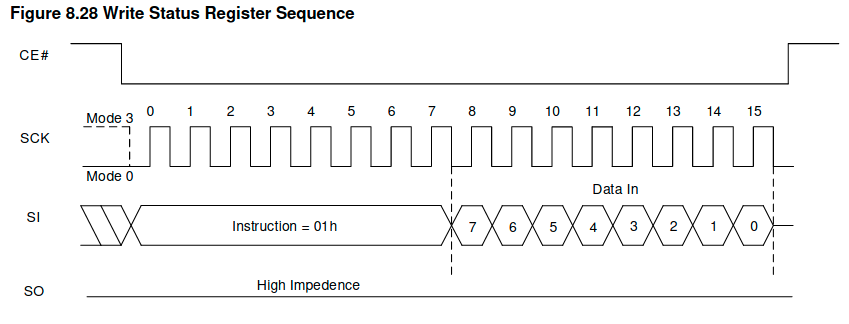 Figure 8.28 Write Status Register Sequence
CE#
Mode 3 0 1 2 3 4 5 6 7 8 9 10 11 12 13 14 15
SCK
Mode 0
Data In
SI
Instruction = 01h 7 6 5 4 3 2 1 0
High Impedence
SO